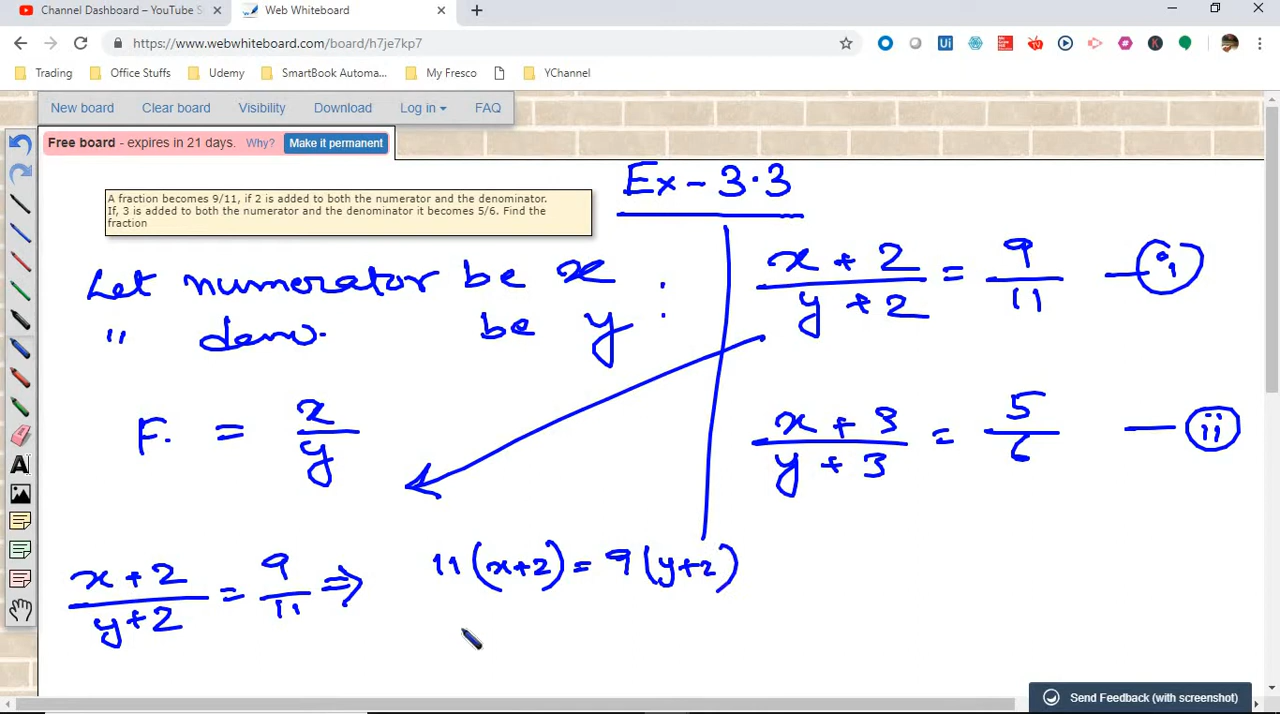 Channel Dashboard - YouTube S
Web Whiteboard
https://www.webwhiteboard.com/board/h7je7kp7
Trading
Office Stuffs
Udemy
SmartBook Automa...
My Fresco
YChannel
New board
Clear board
Visibility
Download
Log in
FAQ
Free board - expires in 21 days. Why? Make it permanent
A fraction becomes 9/11, if 2 is added to both the numerator and the denominator.
If, 3 is added to both the numerator and the denominator it becomes 5/6. Find the
fraction
Ex - 3.3
Let numerator be x :
" deno. be y
F. = x/y
(x + 2)/(y + 2) = 9/11 — (i)
(x + 3)/(y + 3) = 5/6 — (ii)
(x+2)/(y+2) = 9/11 ⇒ 11(x+2) = 9(y+2)
Send Feedback (with screenshot)